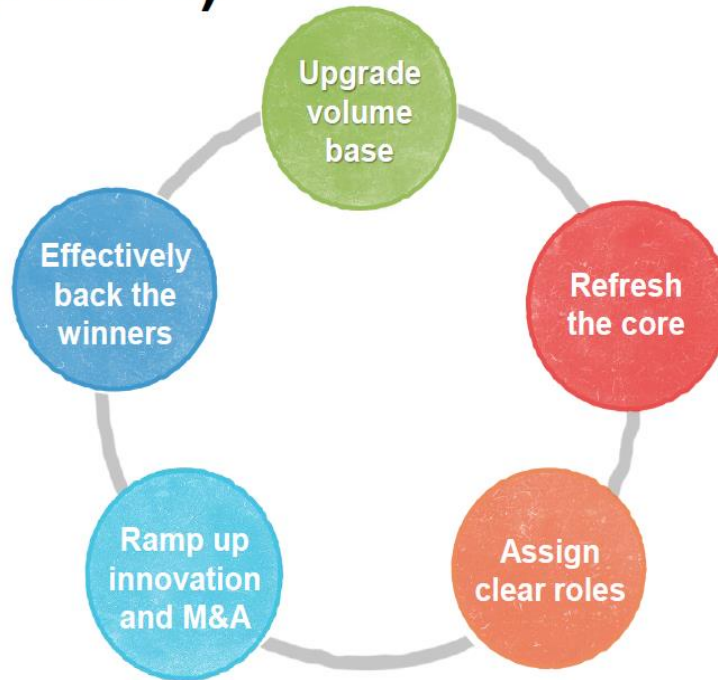 Upgrade
volume
base
Refresh
the core
Assign
clear roles
Ramp up
innovation
and M&A
Effectively
back the
winners